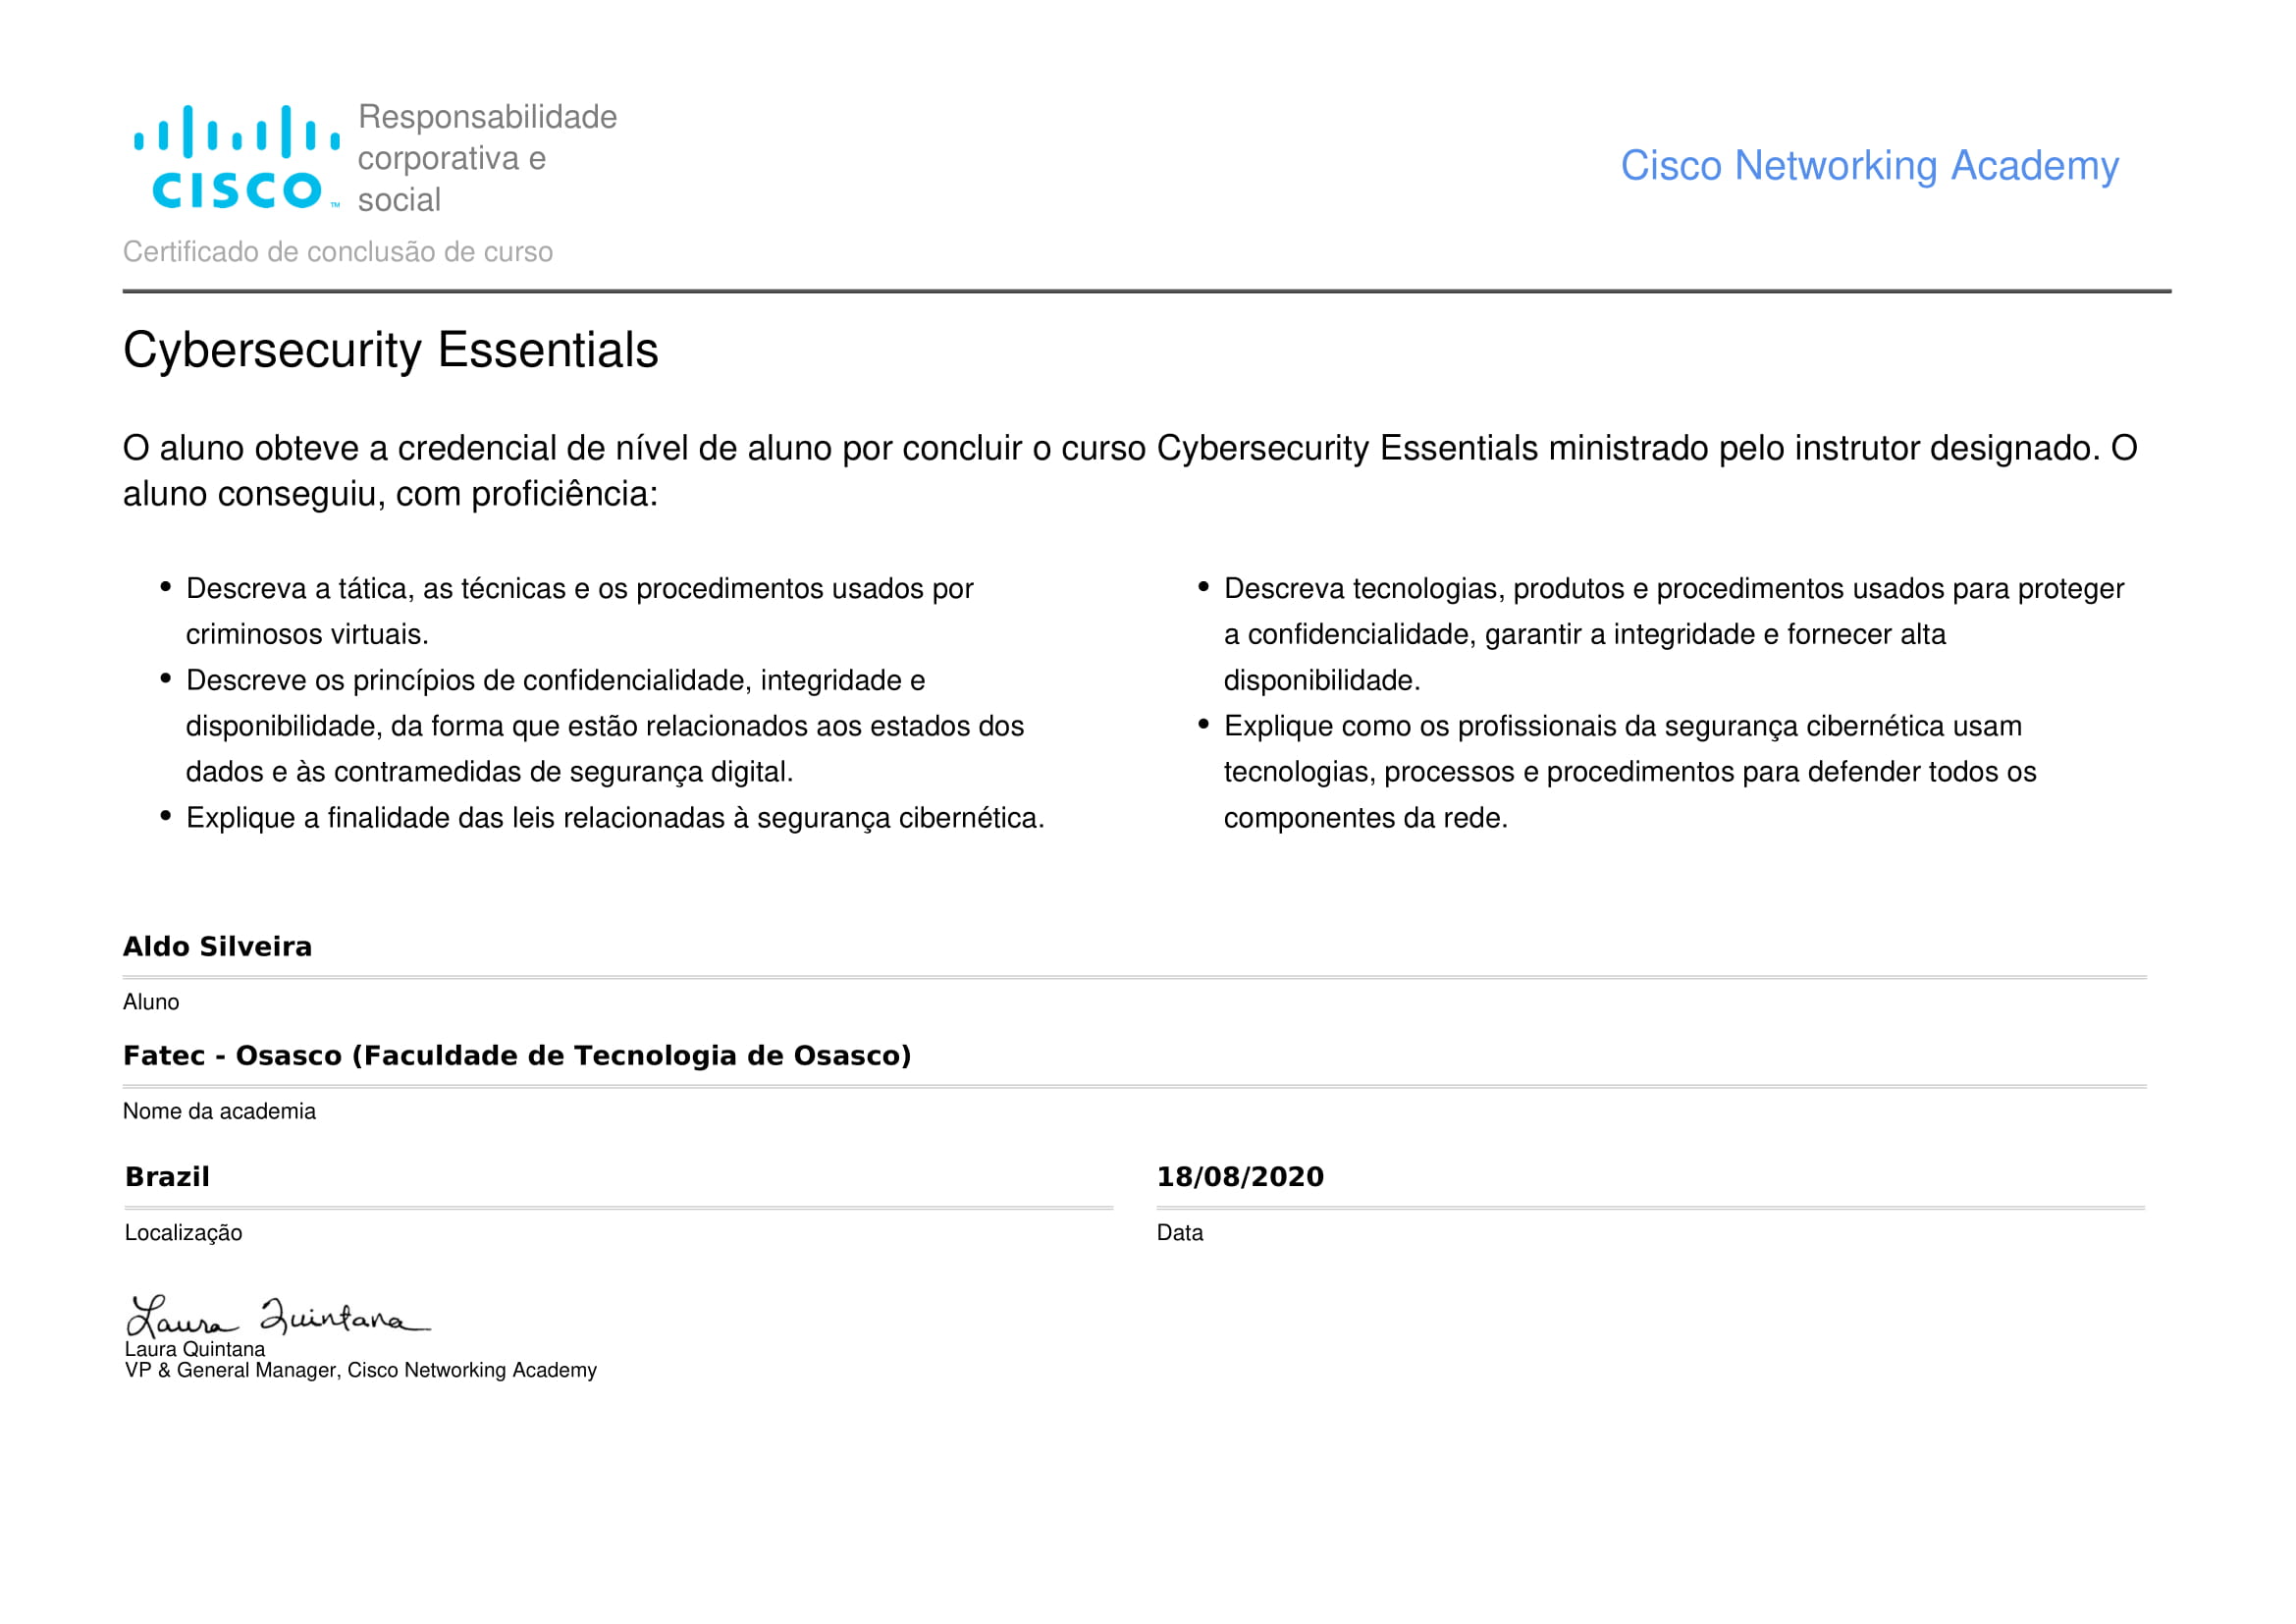 CISCO™
Responsabilidade
corporativa e
social
Cisco Networking Academy
Certificado de conclusão de curso
Cybersecurity Essentials
O aluno obteve a credencial de nível de aluno por concluir o curso Cybersecurity Essentials ministrado pelo instrutor designado. O
aluno conseguiu, com proficiência:
• Descreva a tática, as técnicas e os procedimentos usados por
criminosos virtuais.
• Descreve os princípios de confidencialidade, integridade e
disponibilidade, da forma que estão relacionados aos estados dos
dados e às contramedidas de segurança digital.
• Explique a finalidade das leis relacionadas à segurança cibernética.
• Descreva tecnologias, produtos e procedimentos usados para proteger
a confidencialidade, garantir a integridade e fornecer alta
disponibilidade.
• Explique como os profissionais da segurança cibernética usam
tecnologias, processos e procedimentos para defender todos os
componentes da rede.
Aldo Silveira
Aluno
Fatec - Osasco (Faculdade de Tecnologia de Osasco)
Nome da academia
Brazil
Localização
18/08/2020
Data
Laura Quintana
Laura Quintana
VP & General Manager, Cisco Networking Academy